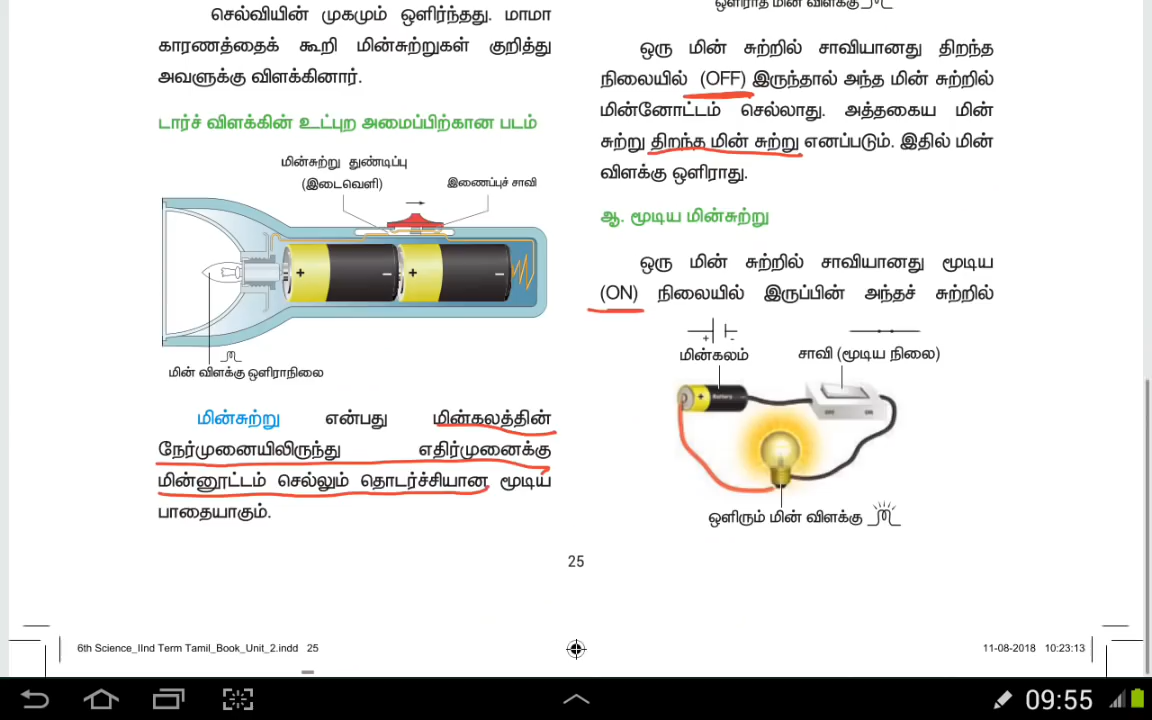 செல்வியின் முகமும் ஒளிர்ந்தது. மாமா
காரணத்தைக் கூறி மின்சுற்றுகள் குறித்து
அவளுக்கு விளக்கினார்.
டார்ச் விளக்கின் உட்புற அமைப்பிற்கான படம்
மின்சுற்று துண்டிப்பு
(இடைவெளி)
இணைப்புச் சாவி
+ − + −
மின் விளக்கு ஒளிராநிலை
மின்சுற்று என்பது மின்கலத்தின்
நேர்முனையிலிருந்து எதிர்முனைக்கு
மின்னூட்டம் செல்லும் தொடர்ச்சியான மூடிய
பாதையாகும்.
ஒளிராத மின் விளக்கு
ஒரு மின் சுற்றில் சாவியானது திறந்த
நிலையில் (OFF) இருந்தால் அந்த மின் சுற்றில்
மின்னோட்டம் செல்லாது. அத்தகைய மின்
சுற்று திறந்த மின் சுற்று எனப்படும். இதில் மின்
விளக்கு ஒளிராது.
ஆ. மூடிய மின்சுற்று
ஒரு மின் சுற்றில் சாவியானது மூடிய
(ON) நிலையில் இருப்பின் அந்தச் சுற்றில்
+ -
மின்கலம்
சாவி (மூடிய நிலை)
+ Battery
ஒளிரும் மின் விளக்கு
25
6th Science_IInd Term Tamil_Book_Unit_2.indd 25
11-08-2018 10:23:13
09:55